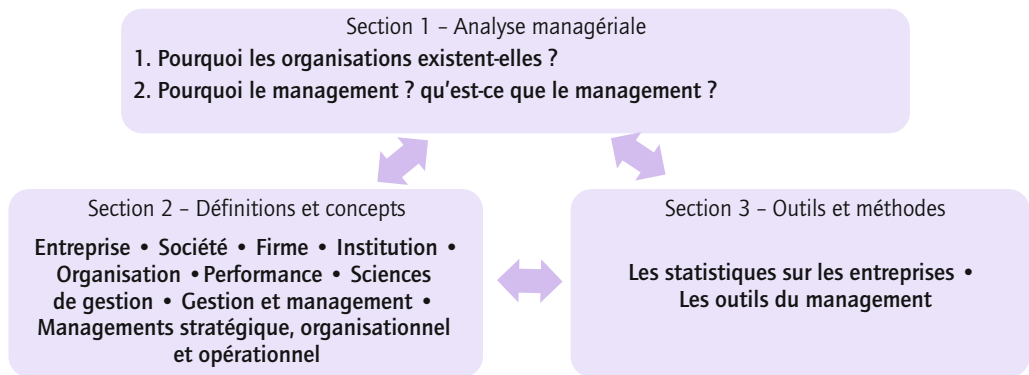 Section 1 – Analyse managériale
1. Pourquoi les organisations existent-elles ?
2. Pourquoi le management ? qu'est-ce que le management ?
Section 2 – Définitions et concepts
Entreprise • Société • Firme • Institution •
Organisation • Performance • Sciences
de gestion • Gestion et management •
Managements stratégique, organisationnel
et opérationnel
Section 3 – Outils et méthodes
Les statistiques sur les entreprises •
Les outils du management